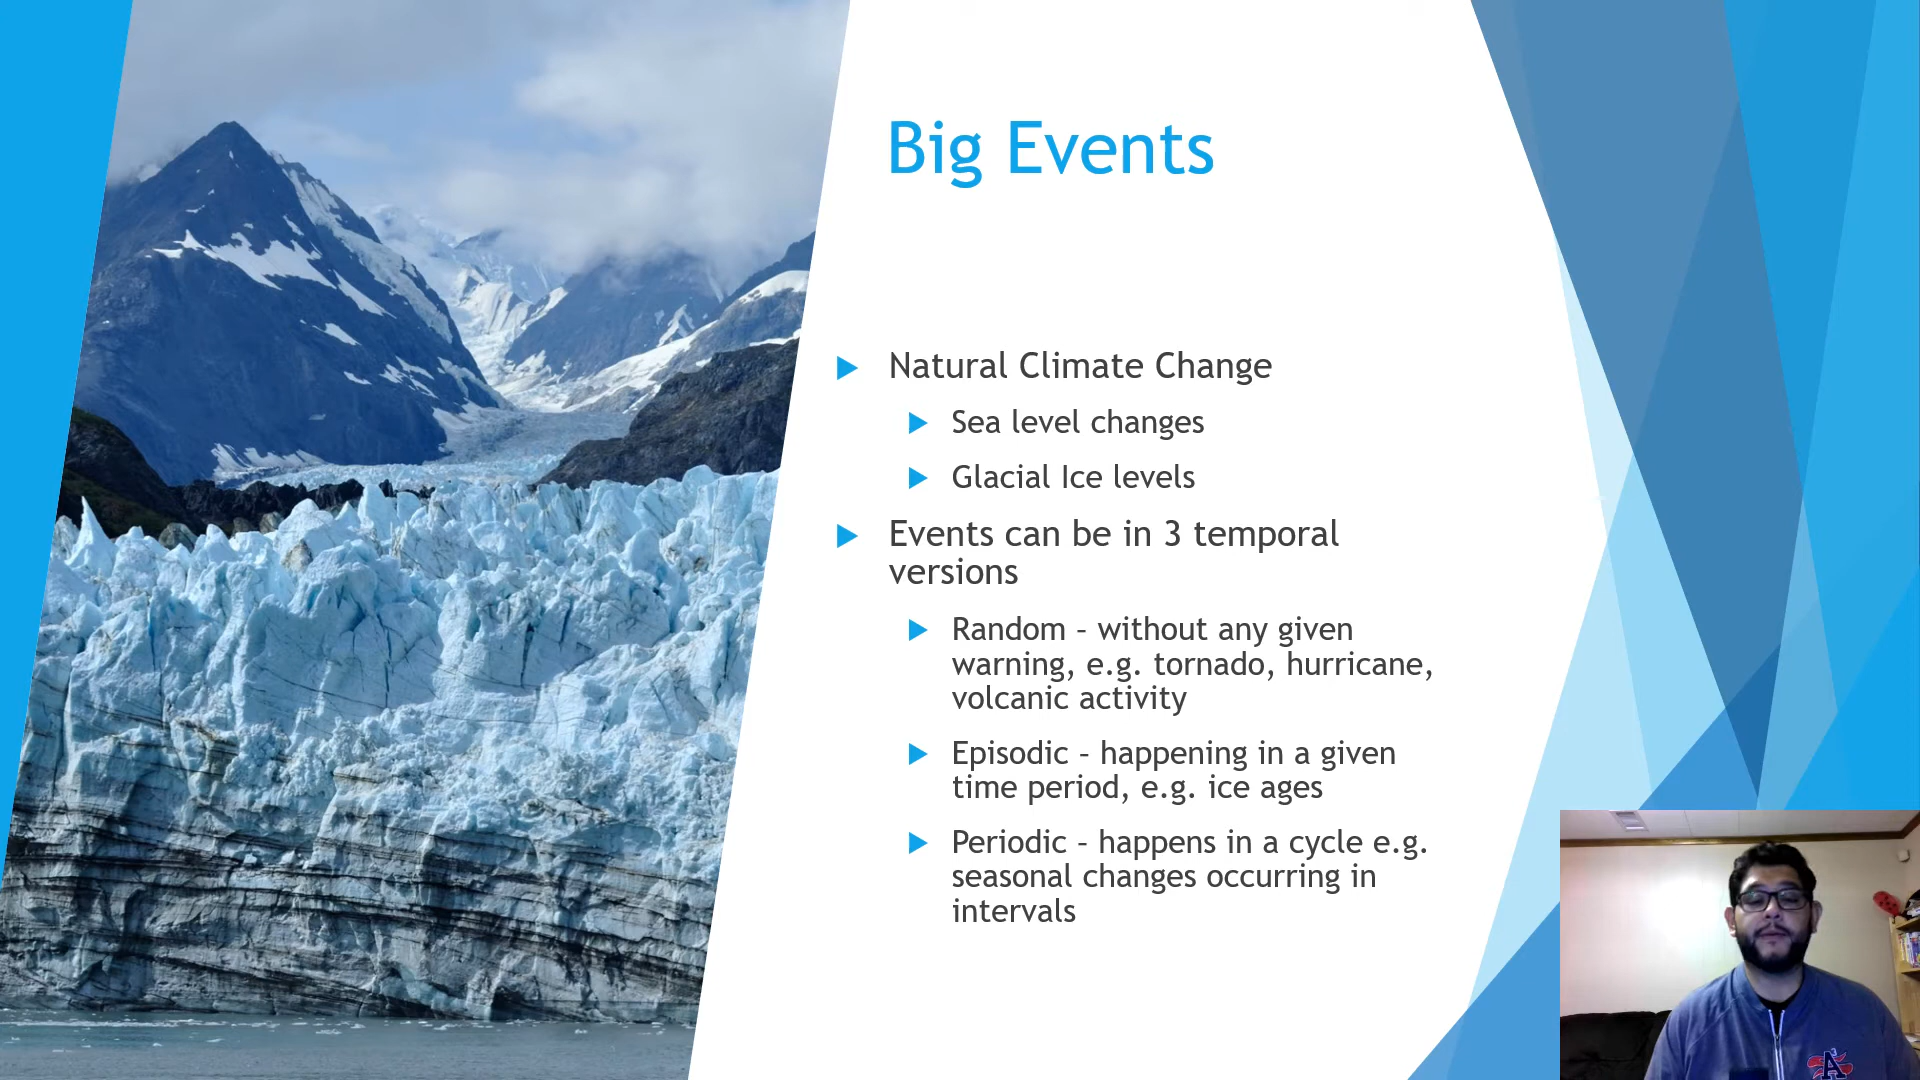 Big Events
Natural Climate Change
Sea level changes
Glacial Ice levels
Events can be in 3 temporal
versions
Random – without any given
warning, e.g. tornado, hurricane,
volcanic activity
Episodic – happening in a given
time period, e.g. ice ages
Periodic – happens in a cycle e.g.
seasonal changes occurring in
intervals
A